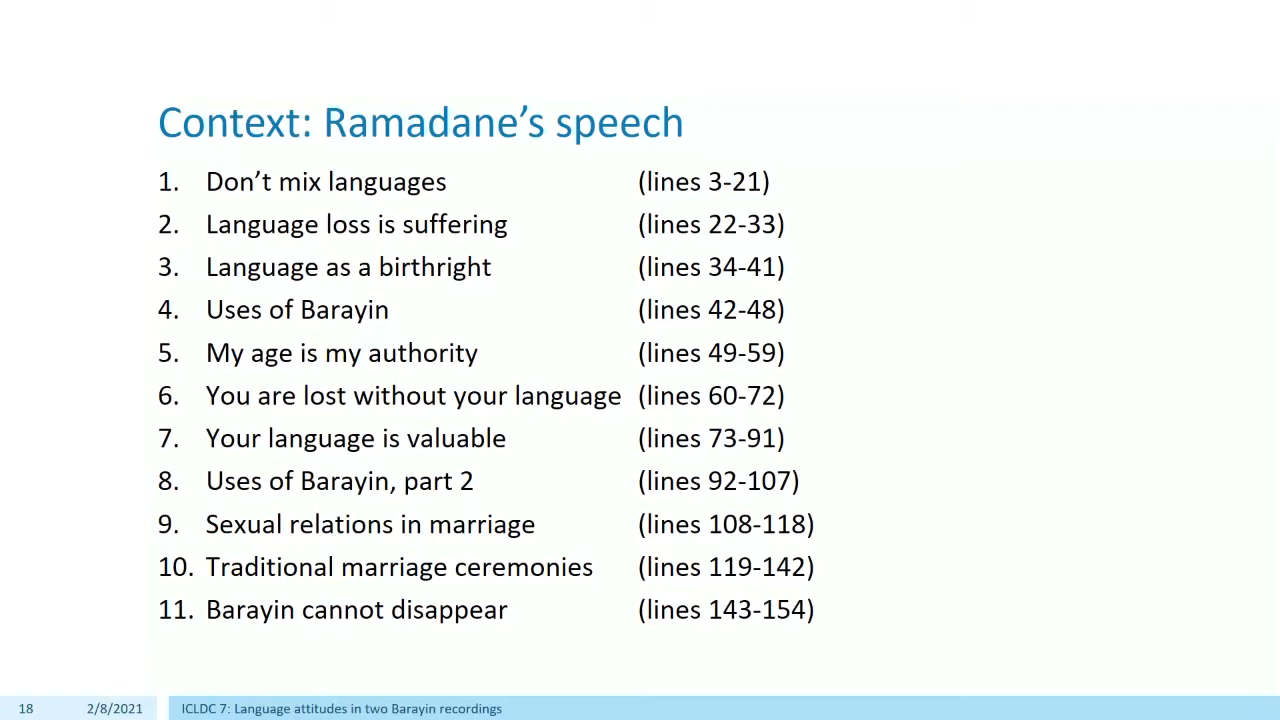 Context: Ramadane’s speech
1. Don’t mix languages (lines 3-21)
2. Language loss is suffering (lines 22-33)
3. Language as a birthright (lines 34-41)
4. Uses of Barayin (lines 42-48)
5. My age is my authority (lines 49-59)
6. You are lost without your language (lines 60-72)
7. Your language is valuable (lines 73-91)
8. Uses of Barayin, part 2 (lines 92-107)
9. Sexual relations in marriage (lines 108-118)
10. Traditional marriage ceremonies (lines 119-142)
11. Barayin cannot disappear (lines 143-154)
18 2/8/2021 ICLDC 7: Language attitudes in two Barayin recordings